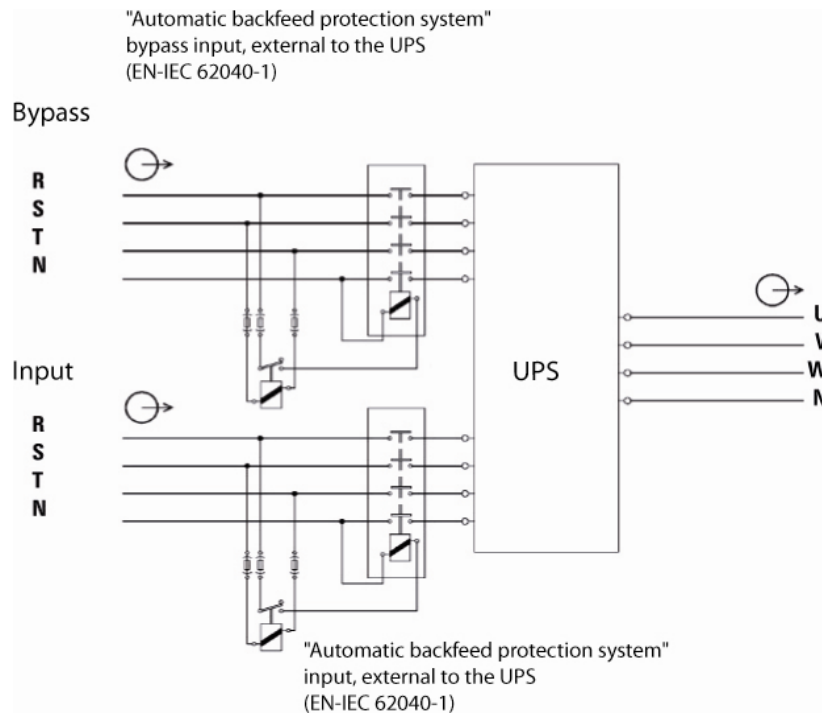 "Automatic backfeed protection system"
bypass input, external to the UPS
(EN-IEC 62040-1)
Bypass
R
S
T
N
U
V
W
N
UPS
Input
R
S
T
N
"Automatic backfeed protection system"
input, external to the UPS
(EN-IEC 62040-1)